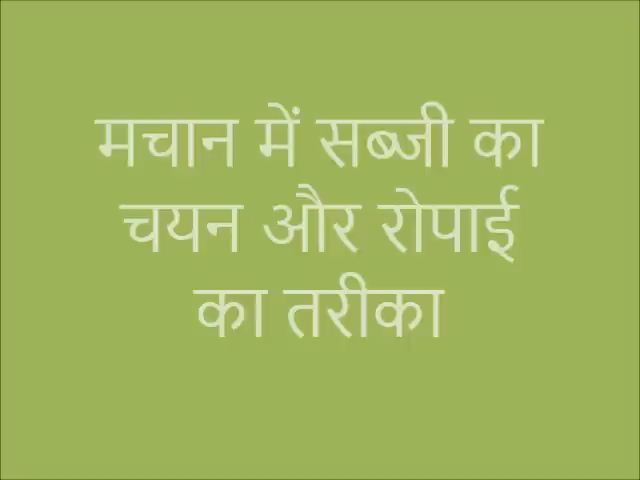 मचान में सब्जी का
चयन और रोपाई
का तरीका